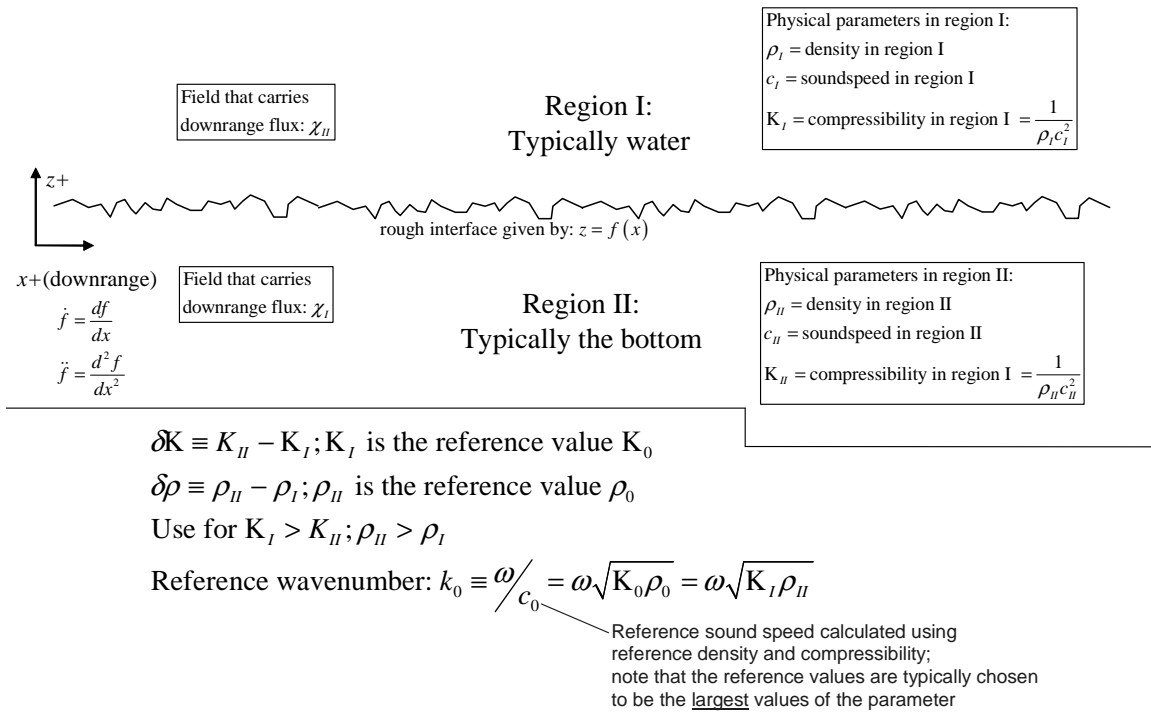 Physical parameters in region I:
ρ_I = density in region I
c_I = soundspeed in region I
K_I = compressibility in region I = 1/(ρ_I c_I^2)
Field that carries
downrange flux: χ_II
Region I:
Typically water
z+
rough interface given by: z = f(x)
x+(downrange)
ḟ = df/dx
f̈ = d²f/dx²
Field that carries
downrange flux: χ_I
Region II:
Typically the bottom
Physical parameters in region II:
ρ_II = density in region II
c_II = soundspeed in region II
K_II = compressibility in region I = 1/(ρ_II c_II^2)
δK ≡ K_II − K_I; K_I is the reference value K_0
δρ ≡ ρ_II − ρ_I; ρ_II is the reference value ρ_0
Use for K_I > K_II; ρ_II > ρ_I
Reference wavenumber: k_0 ≡ ω/c_0 = ω√(K_0 ρ_0) = ω√(K_I ρ_II)
Reference sound speed calculated using
reference density and compressibility;
note that the reference values are typically chosen
to be the largest values of the parameter